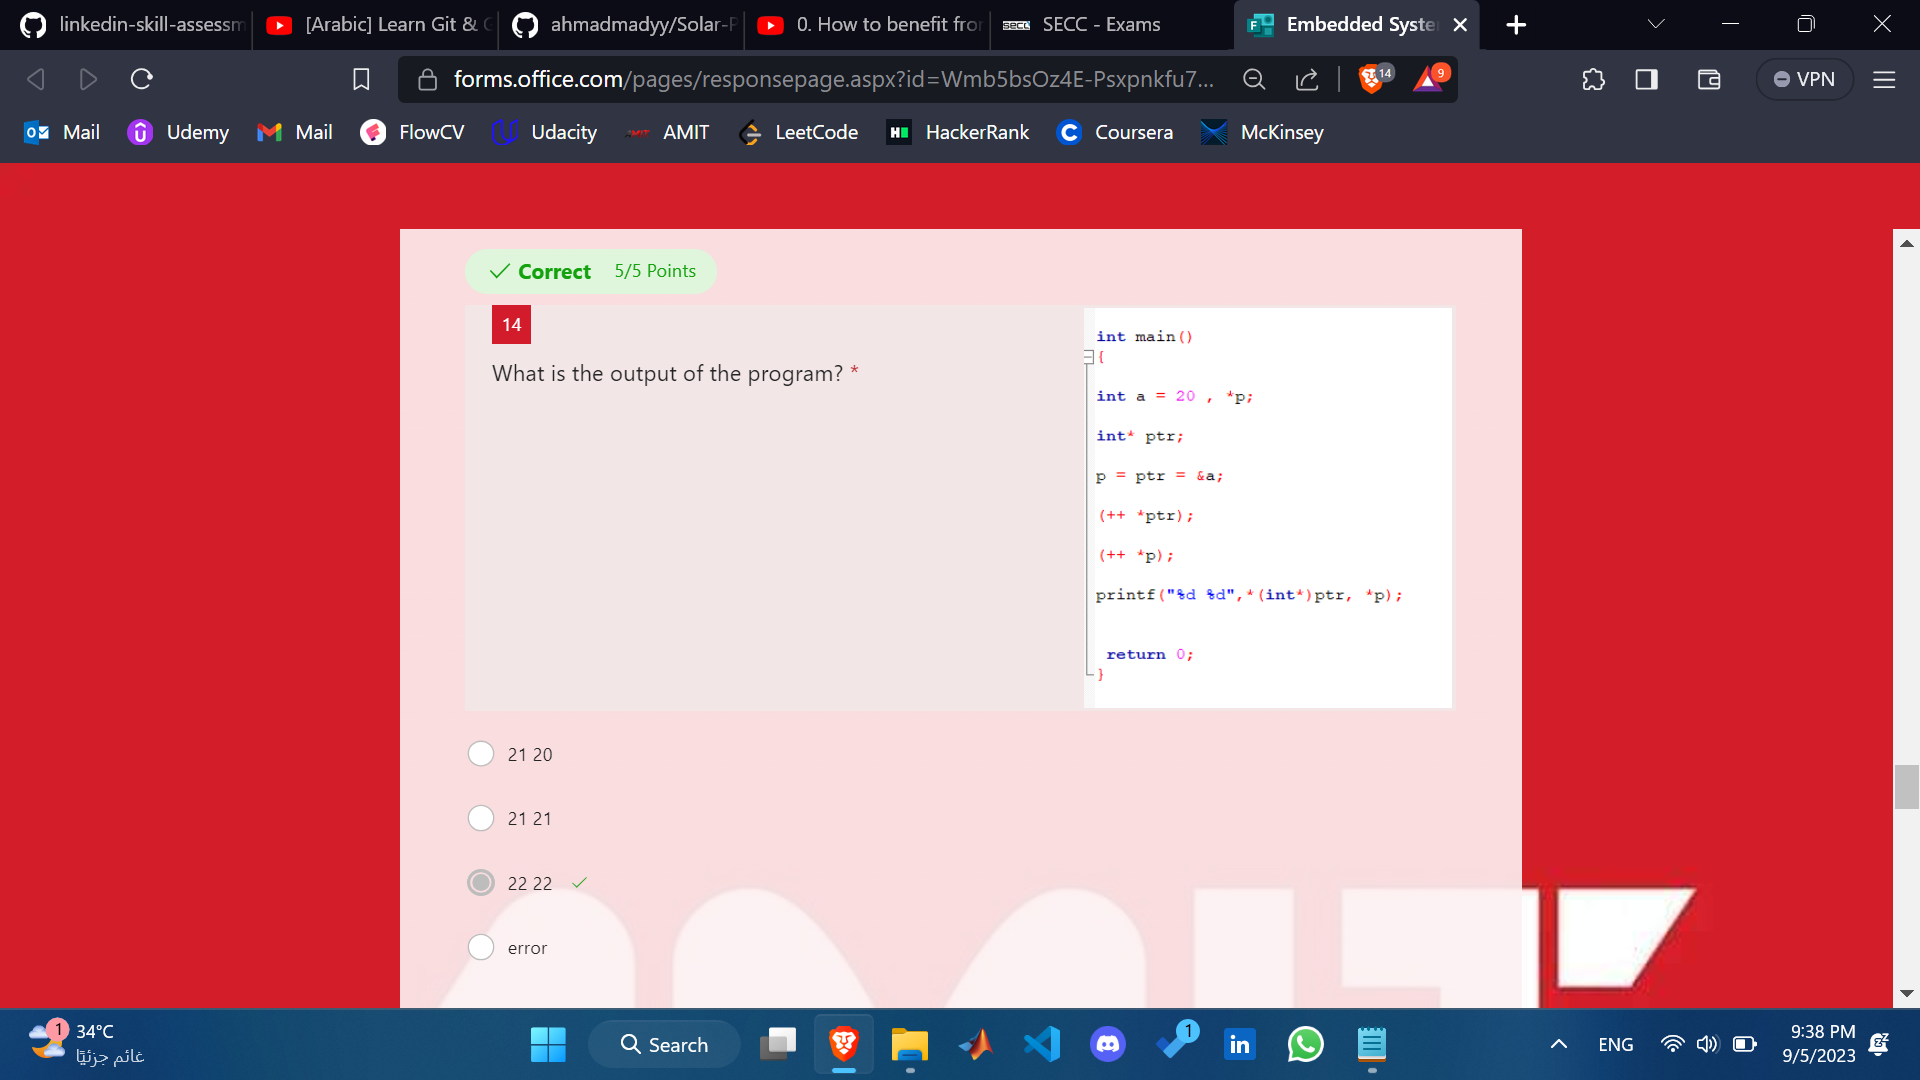 linkedin-skill-assessm
[Arabic] Learn Git & G
ahmadmadyy/Solar-P
0. How to benefit from
SECC - Exams
Embedded Syste
forms.office.com/pages/responsepage.aspx?id=Wmb5bsOz4E-Psxpnkfu7...
14
9
VPN
Mail
Udemy
Mail
FlowCV
Udacity
AMIT
LeetCode
HackerRank
Coursera
McKinsey
Correct 5/5 Points
14
What is the output of the program? *
int main()
{
int a = 20 , *p;
int* ptr;
p = ptr = &a;
(++ *ptr);
(++ *p);
printf("%d %d",*(int*)ptr, *p);
return 0;
}
21 20
21 21
22 22
error
1
34°C
غائم جزئيًا
Search
1
in
ENG
9:38 PM
9/5/2023